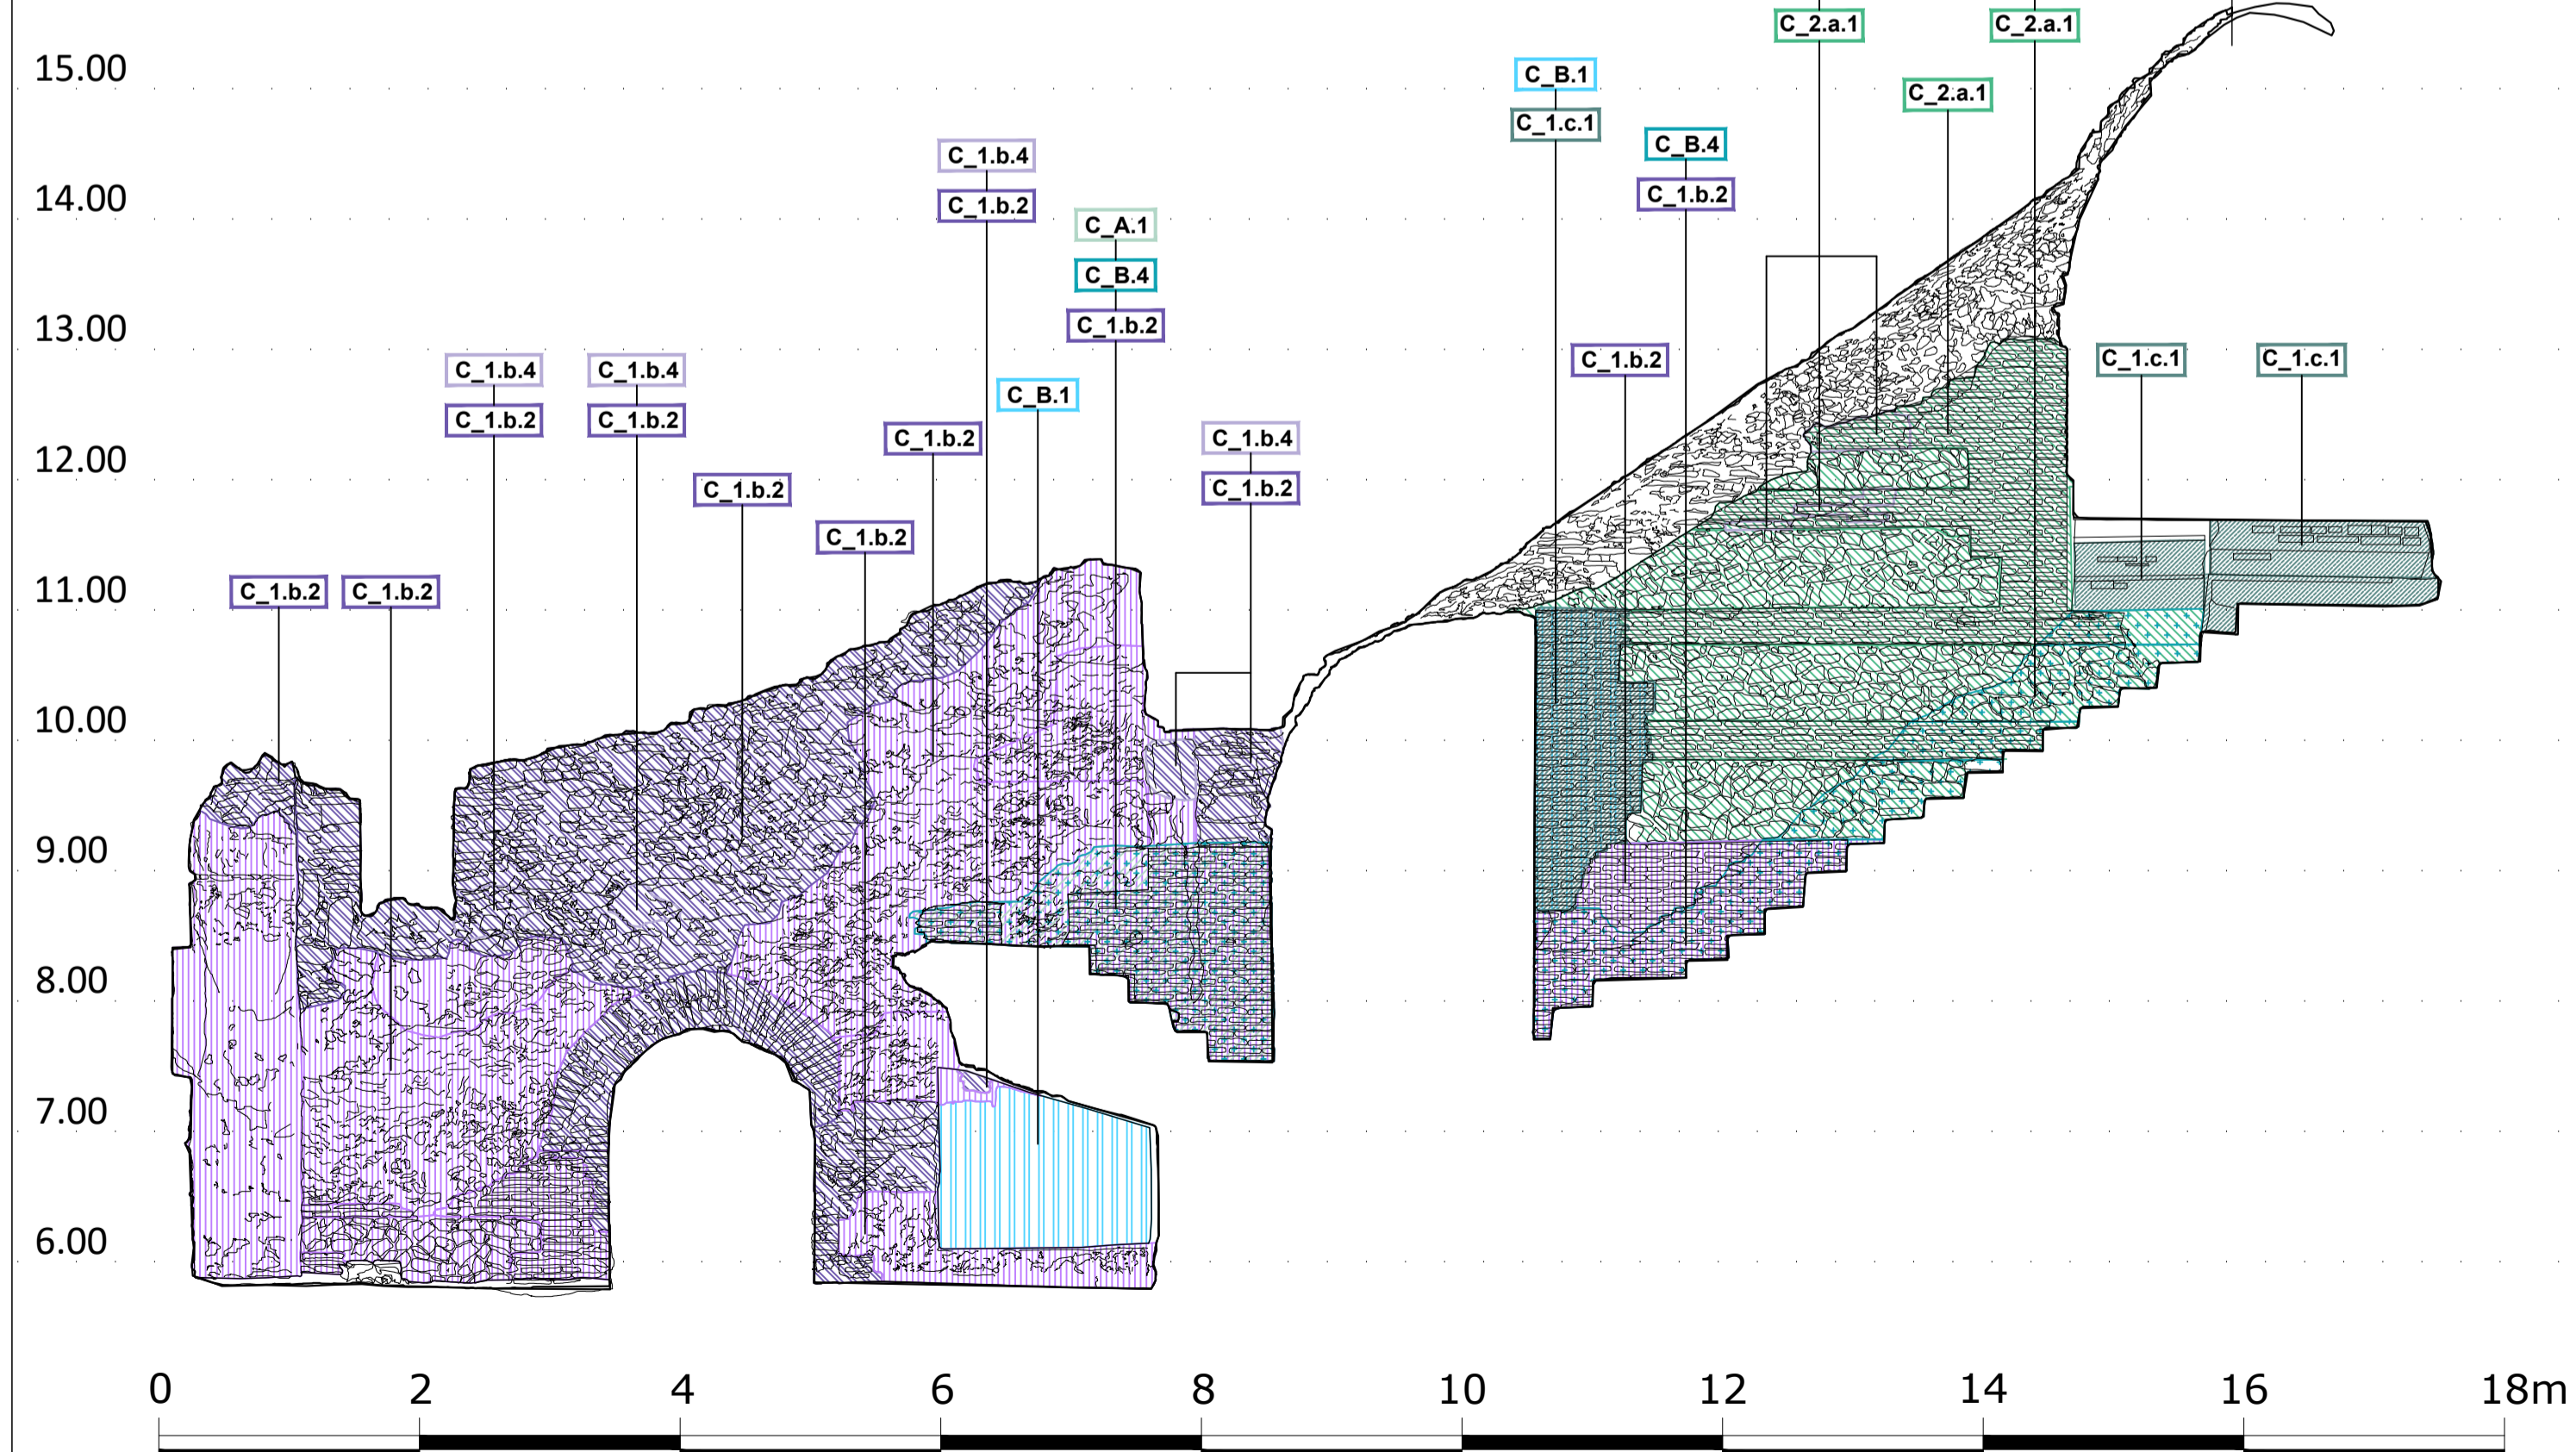 C_2.a.1 C_2.a.1
15.00
C_B.1
C_2.a.1
C_1.c.1
C_B.4
C_1.b.4
14.00
C_1.b.2
C_1.b.2
C_A.1
C_B.4
13.00
C_1.b.2
C_1.b.2 C_1.c.1 C_1.c.1
C_1.b.4 C_1.b.4
C_B.1
C_1.b.2 C_1.b.2
C_1.b.2 C_1.b.4
12.00
C_1.b.2 C_1.b.2
C_1.b.2
11.00 C_1.b.2 C_1.b.2
10.00
9.00
8.00
7.00
6.00
0 2 4 6 8 10 12 14 16 18m